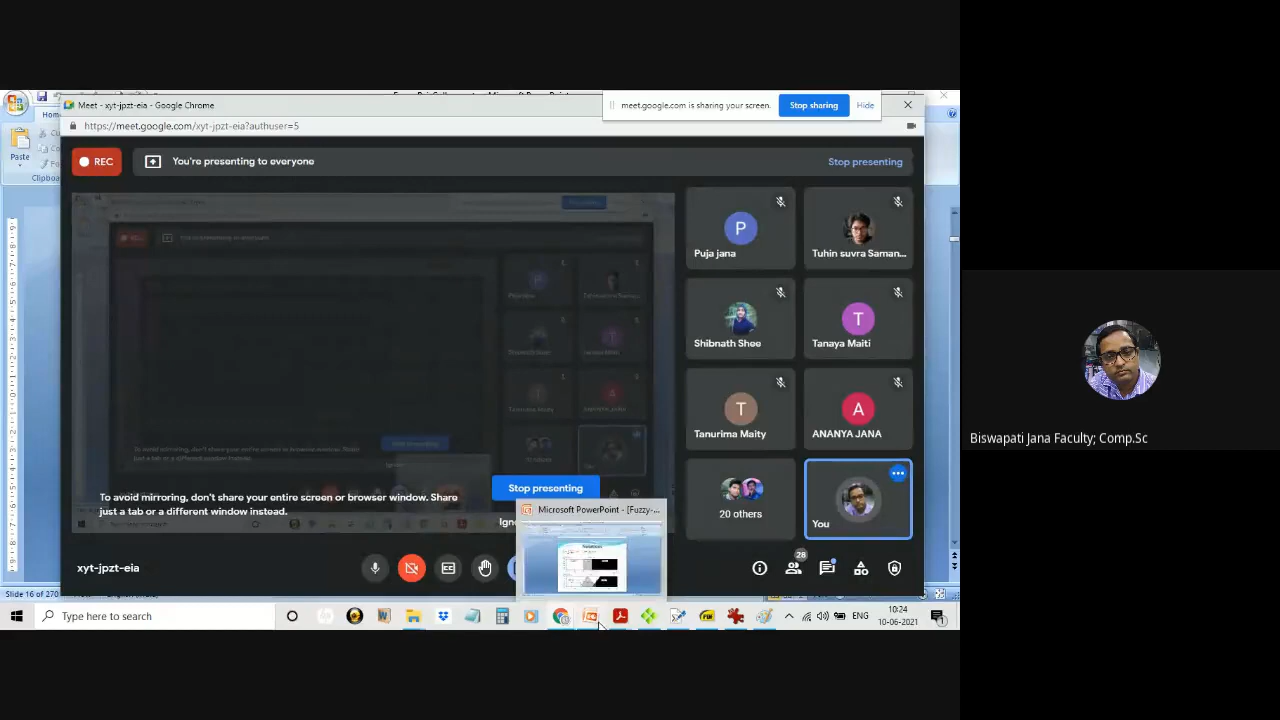 Meet - xyt-jpzt-eia - Google Chrome
meet.google.com is sharing your screen.
Stop sharing
Hide
https://meet.google.com/xyt-jpzt-eia?authuser=5
Paste
Clipboa
REC
You're presenting to everyone
Stop presenting
P
Puja jana
Tuhin suvra Saman...
Shibnath Shee
T
Tanaya Maiti
T
Tanurima Maity
A
ANANYA JANA
20 others
You
To avoid mirroring, don't share your entire screen or browser window. Share
just a tab or a different window instead.
Stop presenting
Microsoft PowerPoint - [Fuzzy-...
xyt-jpzt-eia
28
Slide 16 of 270
Type here to search
ENG
10:24
10-06-2021
Biswapati Jana Faculty; Comp.Sc